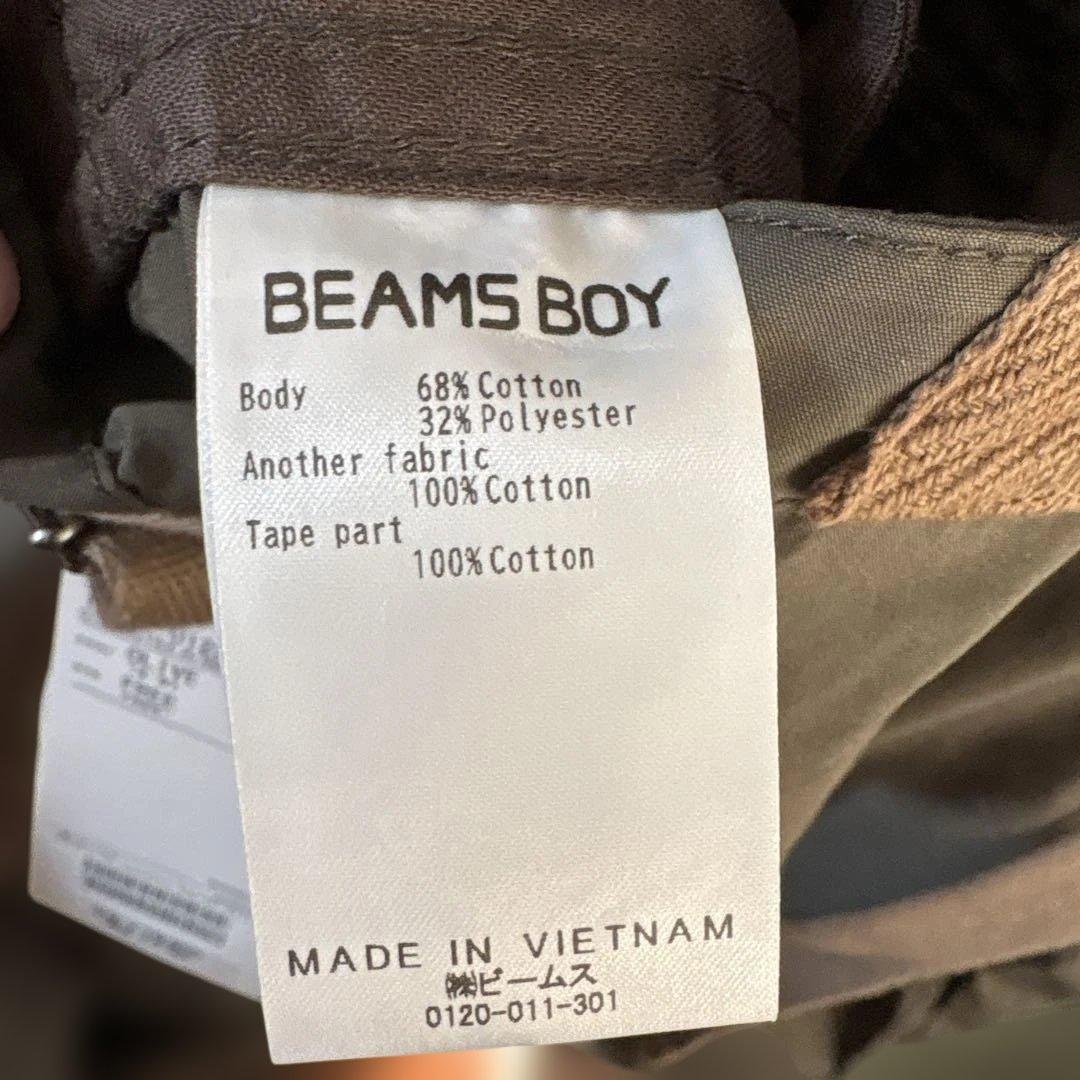 BEAMS BOY
Body 68% Cotton
32% Polyester
Another fabric
100% Cotton
Tape part
100% Cotton
MADE IN VIETNAM
㈱ビームス
0120-011-301